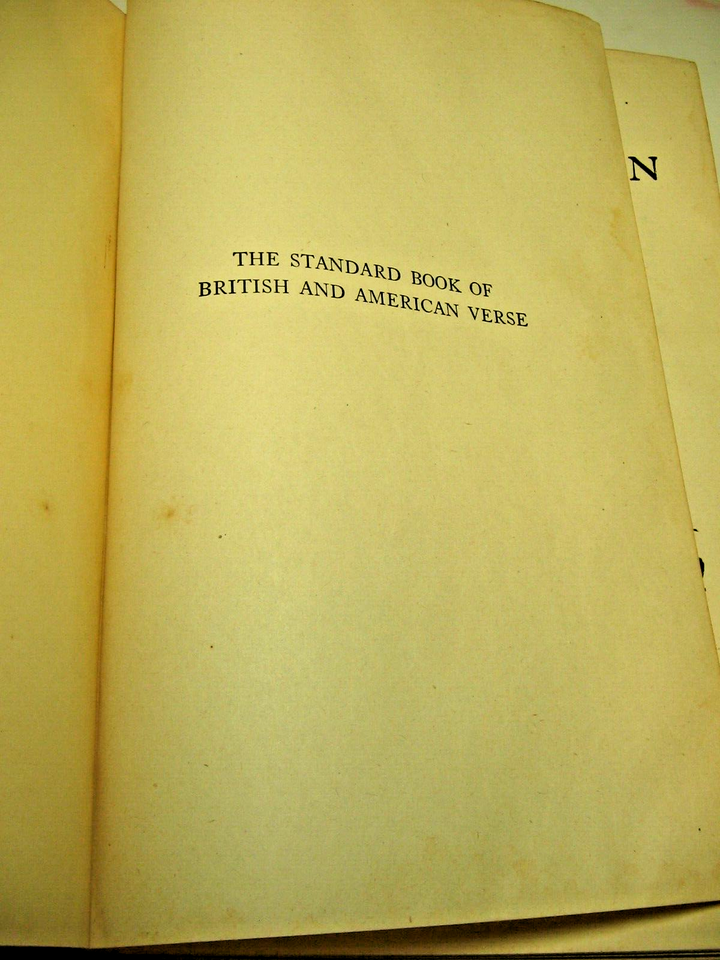 THE STANDARD BOOK OF
BRITISH AND AMERICAN VERSE
N